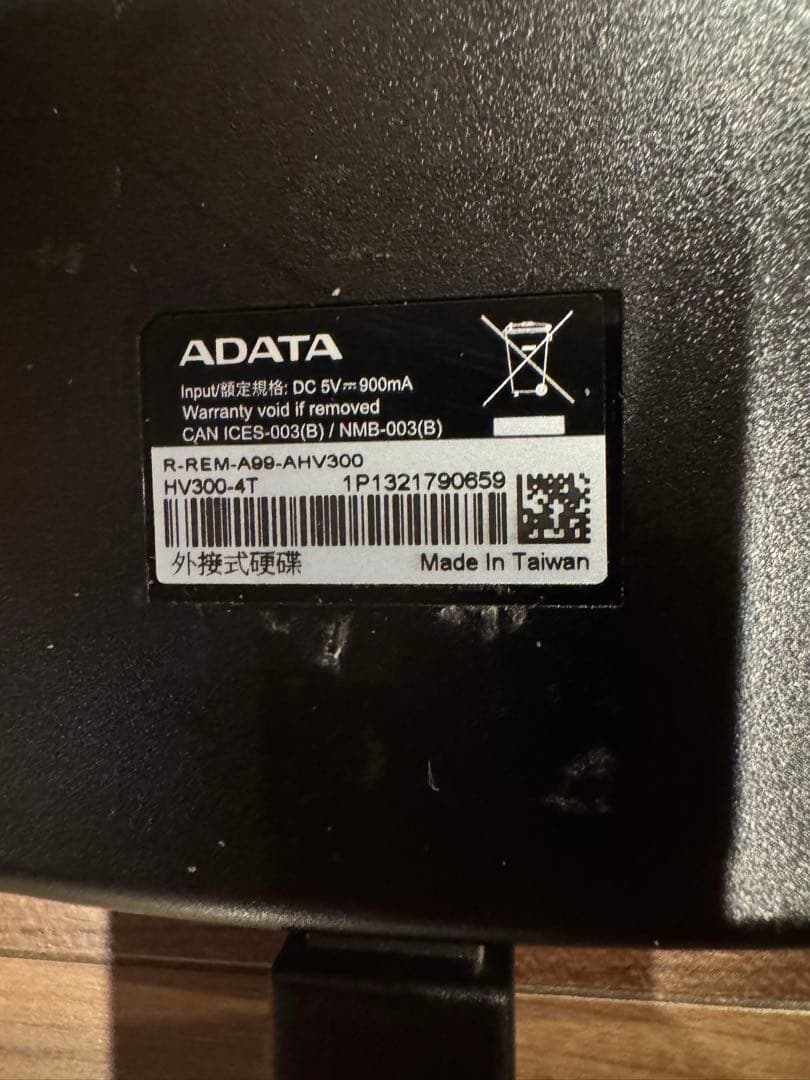 ADATA
Input/額定規格: DC 5V⎓900mA
Warranty void if removed
CAN ICES-003(B) / NMB-003(B)
R-REM-A99-AHV300
HV300-4T 1P1321790659
外接式硬碟 Made In Taiwan